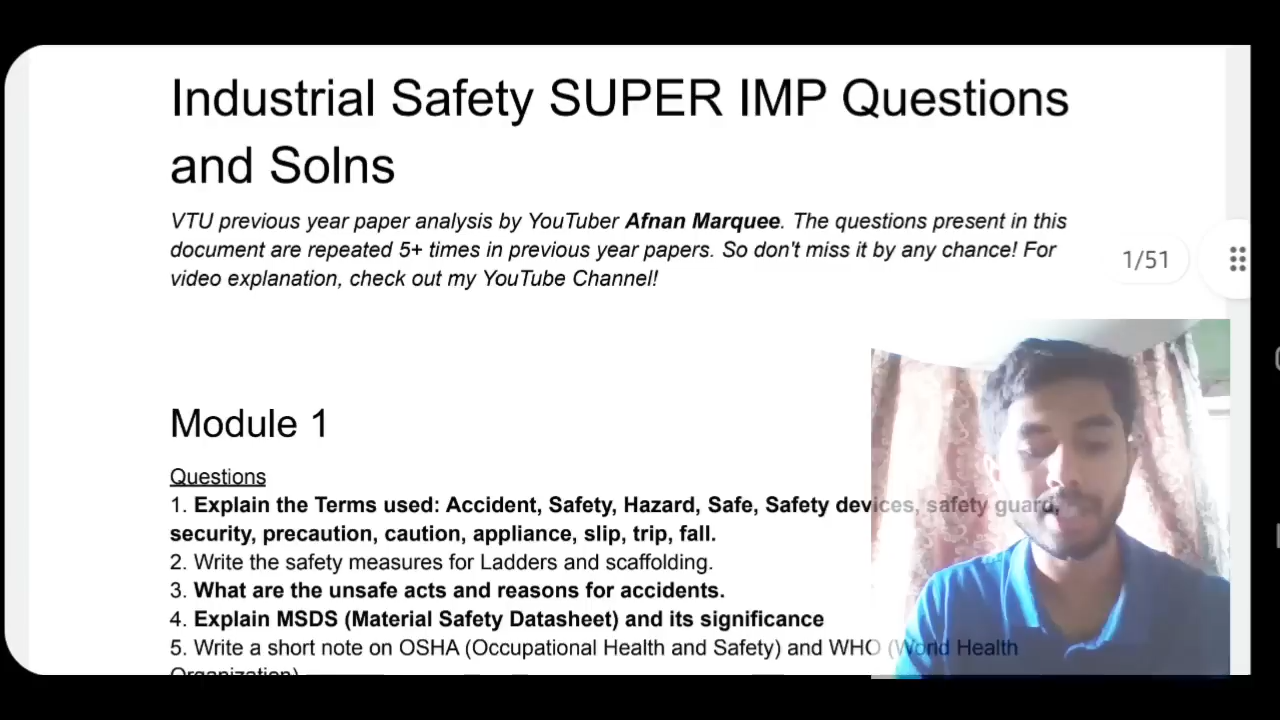 Industrial Safety SUPER IMP Questions
and Solns
VTU previous year paper analysis by YouTuber Afnan Marquee. The questions present in this
document are repeated 5+ times in previous year papers. So don't miss it by any chance! For
video explanation, check out my YouTube Channel!
1/51
Module 1
Questions
1. Explain the Terms used: Accident, Safety, Hazard, Safe, Safety devices, safety guard,
security, precaution, caution, appliance, slip, trip, fall.
2. Write the safety measures for Ladders and scaffolding.
3. What are the unsafe acts and reasons for accidents.
4. Explain MSDS (Material Safety Datasheet) and its significance
5. Write a short note on OSHA (Occupational Health and Safety) and WHO (World Health
Organization)